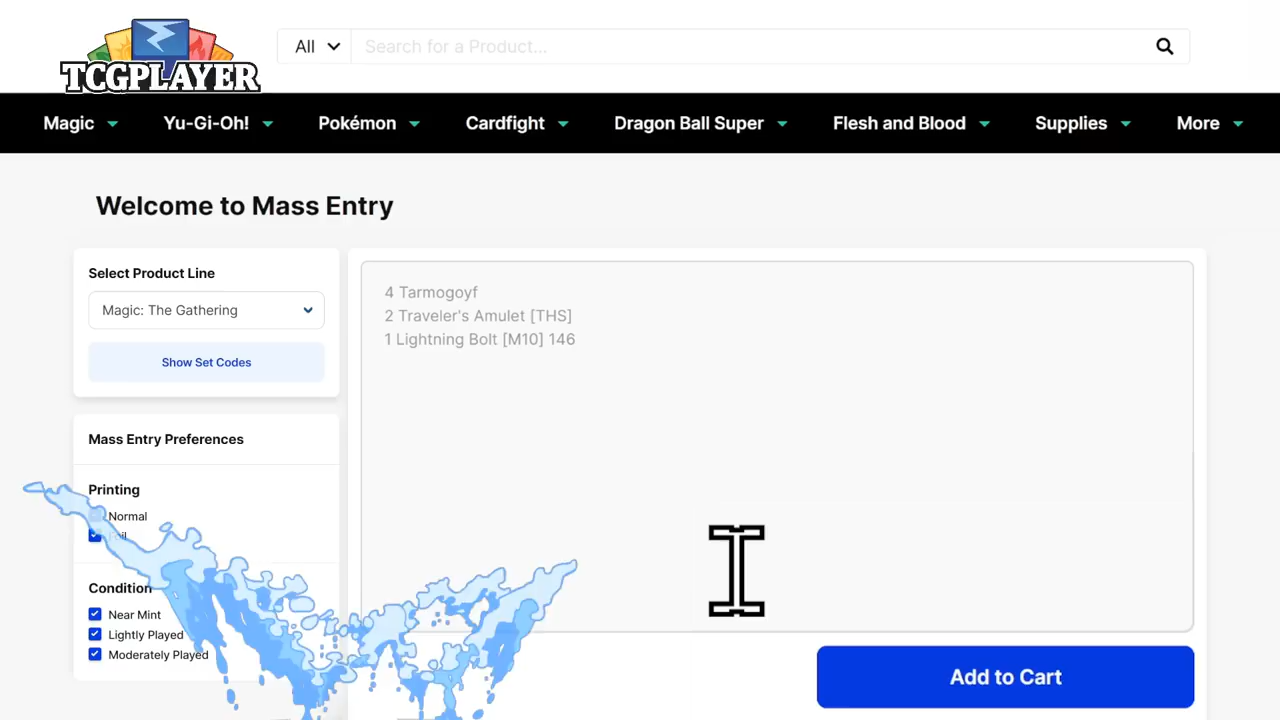 TCGPLAYER
All
Search for a Product...
Magic
Yu-Gi-Oh!
Pokémon
Cardfight
Dragon Ball Super
Flesh and Blood
Supplies
More
Welcome to Mass Entry
Select Product Line
Magic: The Gathering
Show Set Codes
4 Tarmogoyf
2 Traveler's Amulet [THS]
1 Lightning Bolt [M10] 146
Mass Entry Preferences
Printing
Normal
Condition
Near Mint
Lightly Played
Moderately Played
Add to Cart